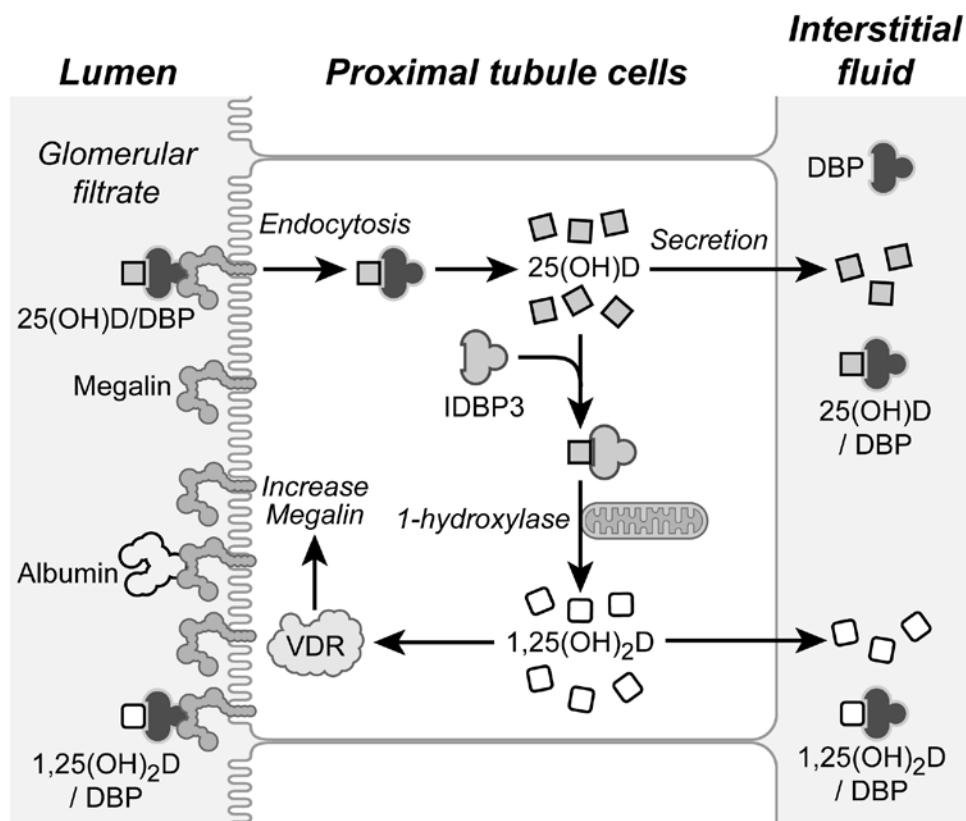 Lumen
Proximal tubule cells
Interstitial
fluid
Glomerular
filtrate
25(OH)D/DBP
Megalin
Albumin
1,25(OH)₂D
/ DBP
Endocytosis
25(OH)D
Secretion
IDBP3
1-hydroxylase
1,25(OH)₂D
VDR
Increase
Megalin
DBP
25(OH)D
/ DBP
1,25(OH)₂D
/ DBP